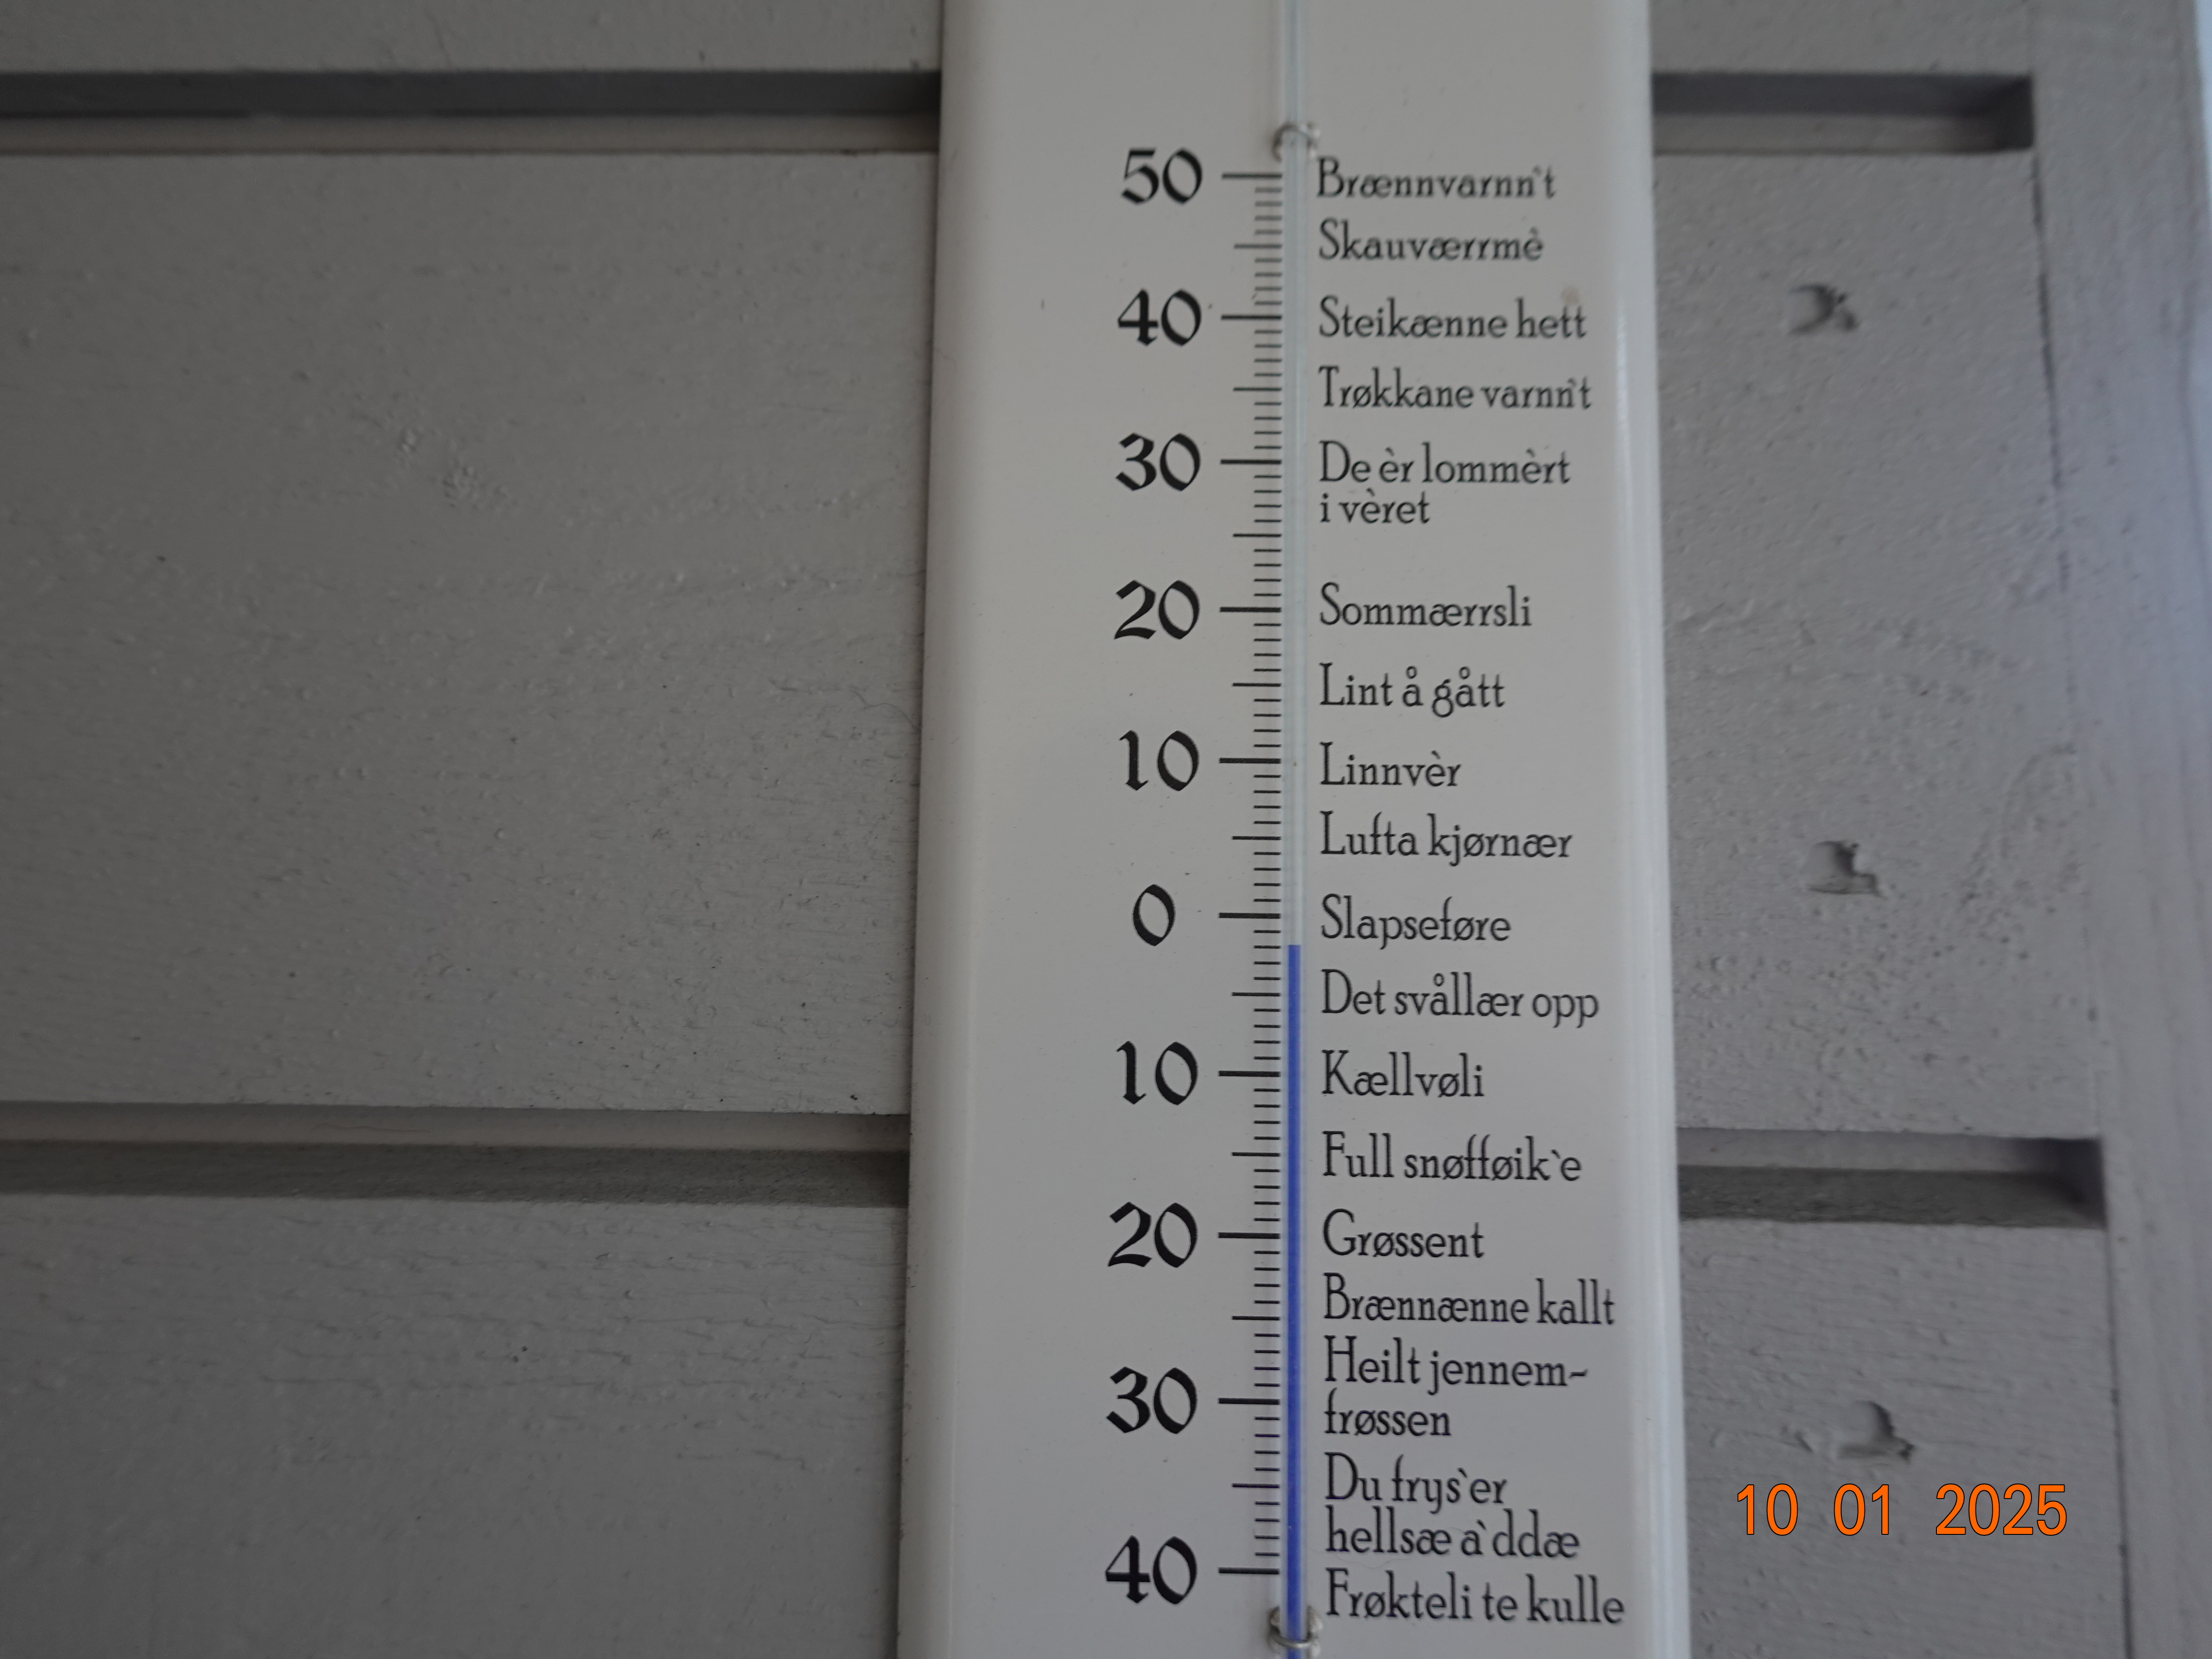 50 Brænnvarnn`t
Skauværrmè
40 Steikænne hett
Trøkkane varnn`t
30 De èr lommèrt
i vèret
20 Sommærrsli
Lint å gått
10 Linnvèr
Lufta kjørnær
0 Slapseføre
Det svållær opp
10 Kællvøli
Full snøfføik`e
20 Grøssent
Brænnænne kallt
Heilt jennem-
30 frøssen
Du frys`er
hellsæ a`ddæ
40 Frøkteli te kulle
10 01 2025